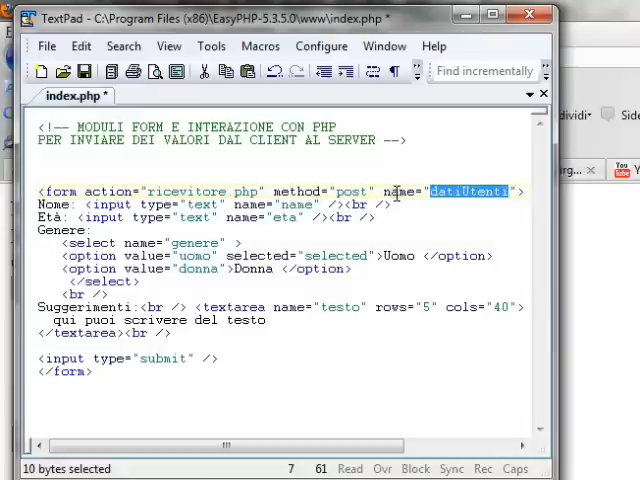 TextPad - C:\Program Files (x86)\EasyPHP-5.3.5.0\www\index.php *
File Edit Search View Tools Macros Configure Window Help
Find incrementally
index.php *
<!-- MODULI FORM E INTERAZIONE CON PHP
PER INVIARE DEI VALORI DAL CLIENT AL SERVER -->
<form action="ricevitore.php" method="post" name="datiUtenti">
Nome: <input type="text" name="name" /><br />
Età: <input type="text" name="eta" /><br />
Genere:
<select name="genere" >
<option value="uomo" selected="selected">Uomo </option>
<option value="donna">Donna </option>
</select>
<br />
Suggerimenti:<br /> <textarea name="testo" rows="5" cols="40">
qui puoi scrivere del testo
</textarea><br />
<input type="submit" />
</form>
10 bytes selected 7 61 Read Ovr Block Sync Rec Caps
dividi
Side
rg...
You